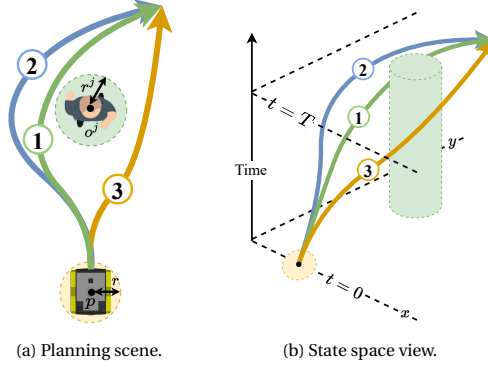 2
1
3
r^j
o^j
p
r
(a) Planning scene.
2
1
3
t = T
Time
y
t = 0
x
(b) State space view.